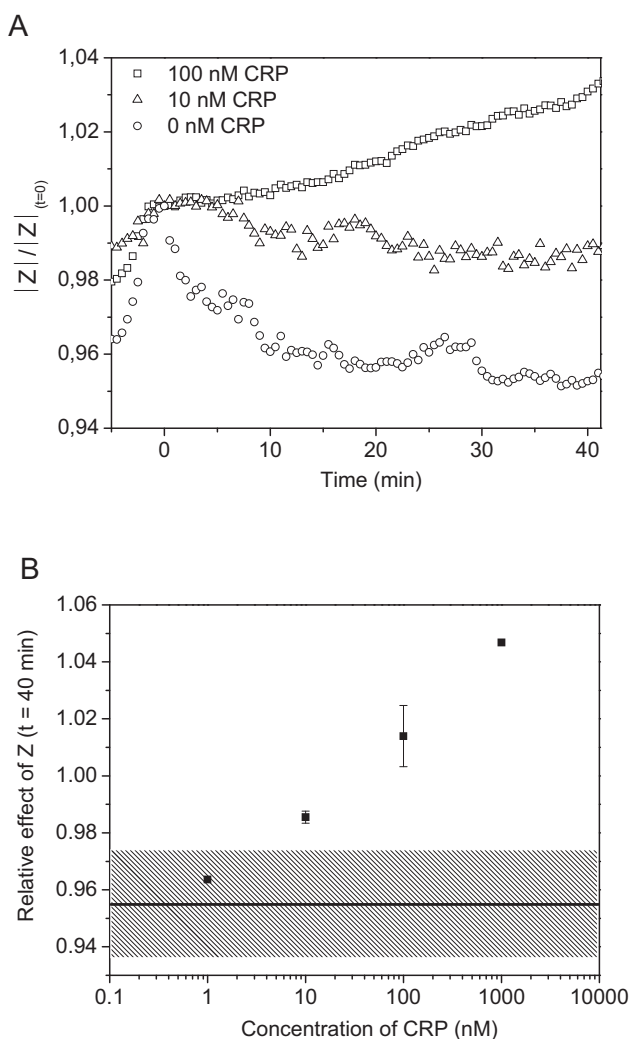 A
1,04
1,02
1,00
0,98
0,96
0,94
|Z| / |Z| (t=0)
100 nM CRP
10 nM CRP
0 nM CRP
0
10
20
30
40
Time (min)
B
1.06
1.04
1.02
1.00
0.98
0.96
0.94
Relative effect of Z (t = 40 min)
0.1
1
10
100
1000
10000
Concentration of CRP (nM)